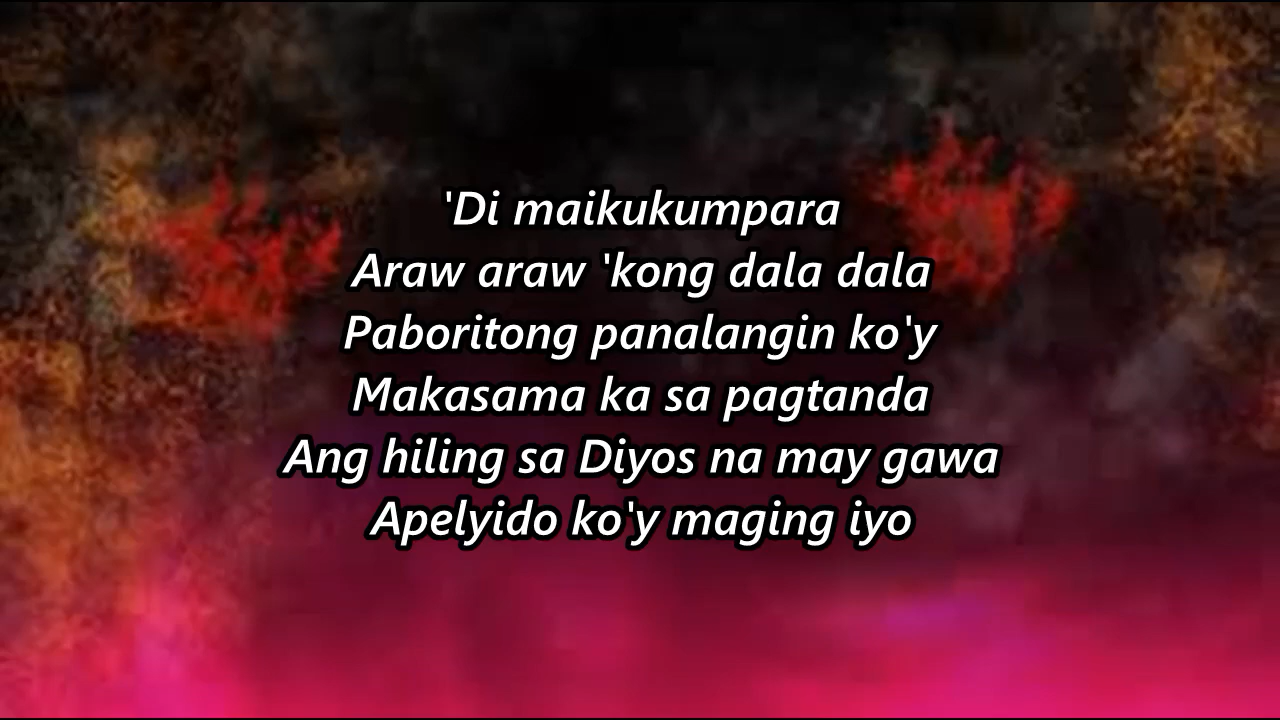 'Di maikukumpara
Araw araw 'kong dala dala
Paboritong panalangin ko'y
Makasama ka sa pagtanda
Ang hiling sa Diyos na may gawa
Apelyido ko'y maging iyo